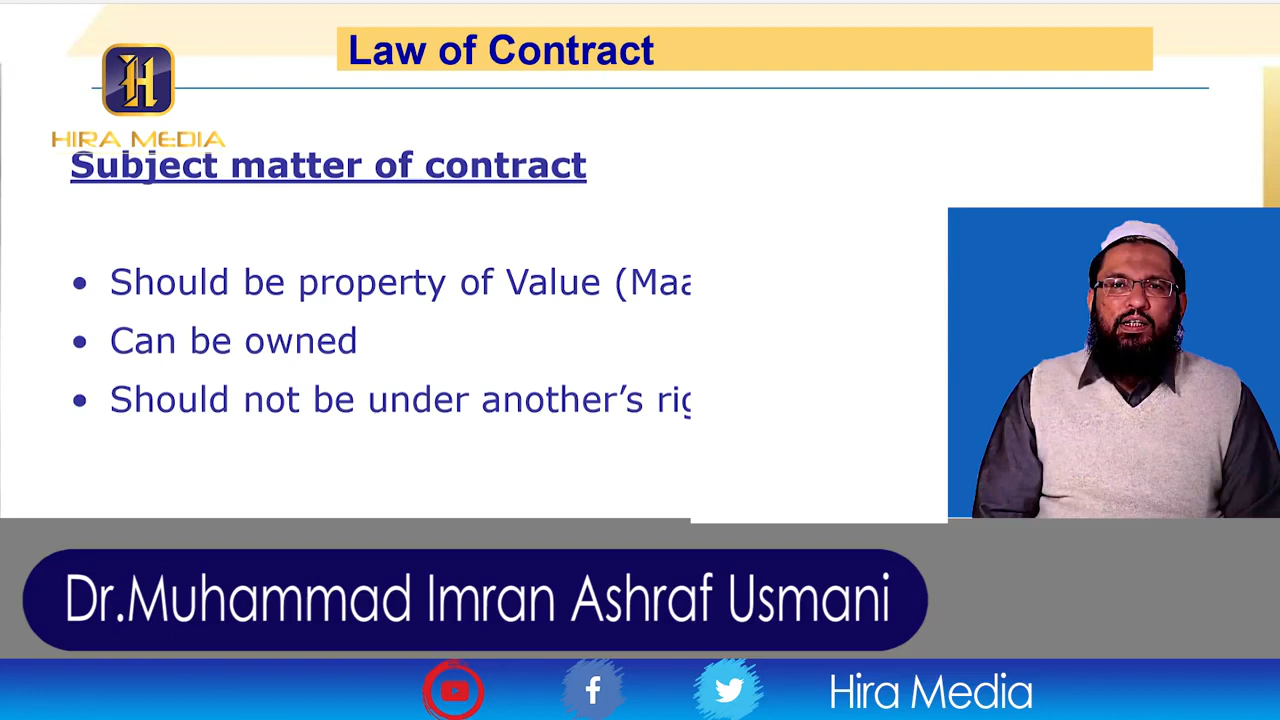 Law of Contract
H
HIRA MEDIA
Subject matter of contract
• Should be property of Value (Maa
• Can be owned
• Should not be under another’s rig
Dr.Muhammad Imran Ashraf Usmani
Hira Media